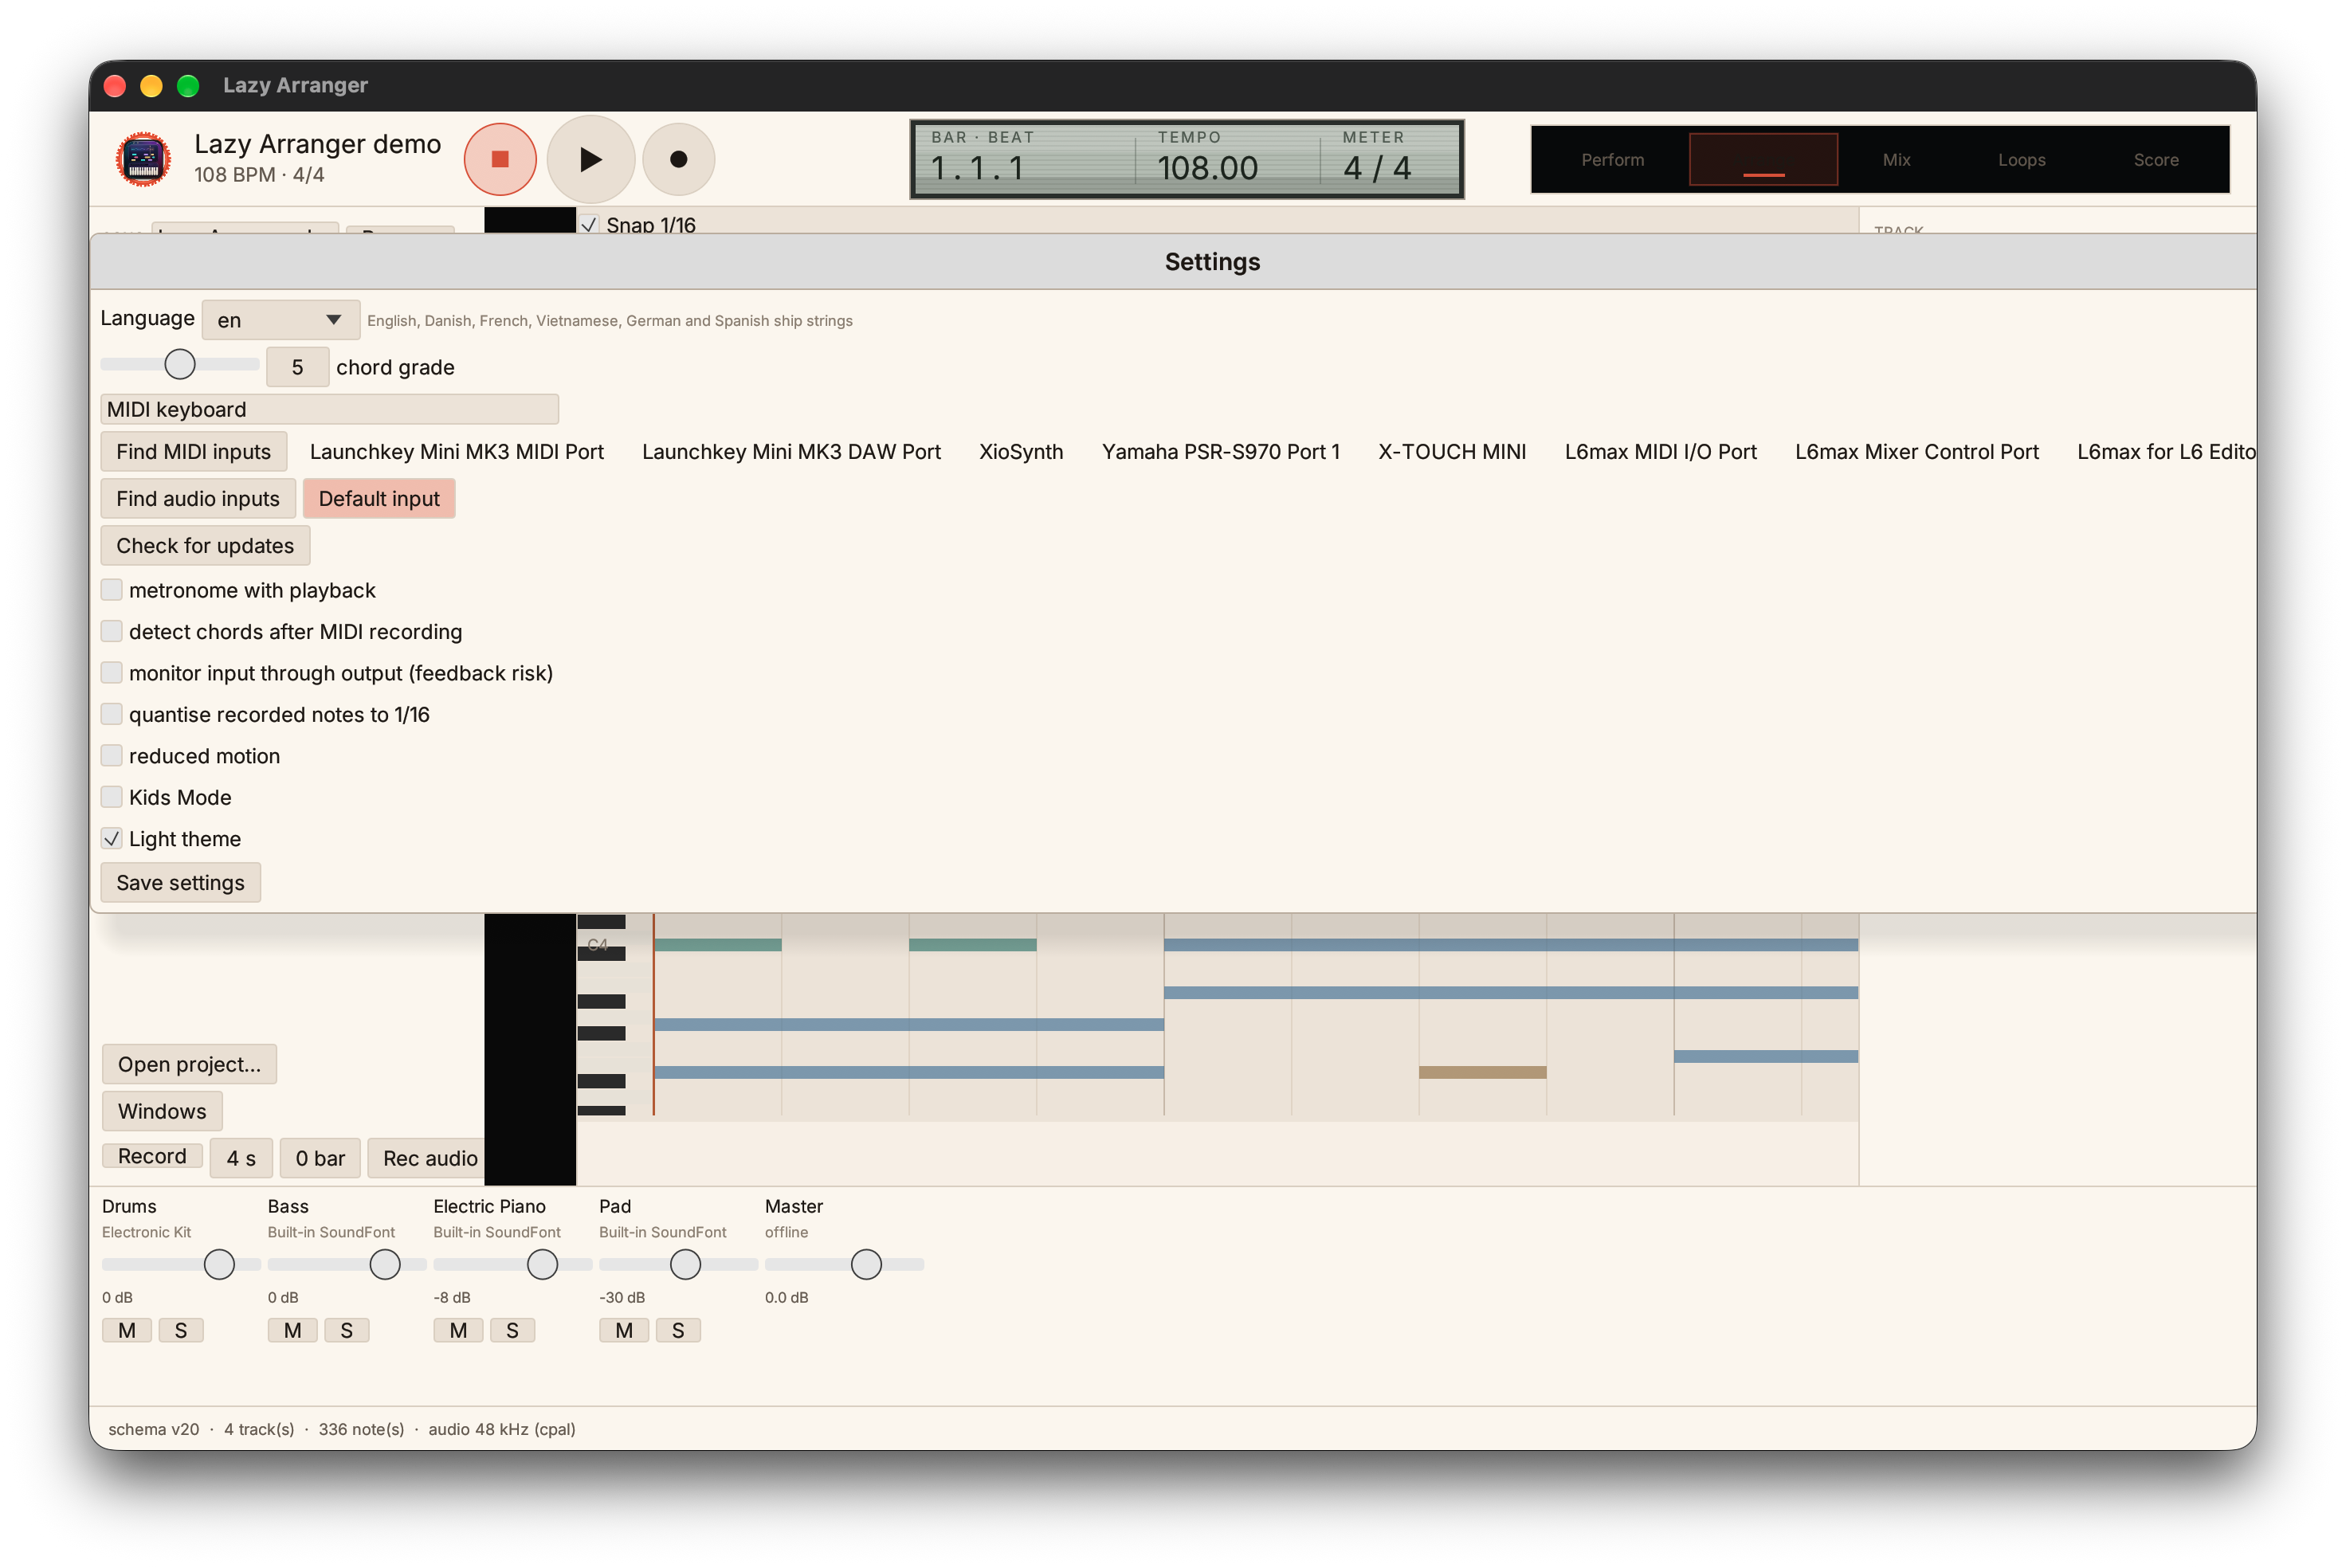 Lazy Arranger
Lazy Arranger demo
108 BPM · 4/4
BAR · BEAT TEMPO METER
1.1.1 108.00 4 / 4
Perform Mix Loops Score
Snap 1/16
TRACK
Settings
Language en English, Danish, French, Vietnamese, German and Spanish ship strings
5 chord grade
MIDI keyboard
Find MIDI inputs Launchkey Mini MK3 MIDI Port Launchkey Mini MK3 DAW Port XioSynth Yamaha PSR-S970 Port 1 X-TOUCH MINI L6max MIDI I/O Port L6max Mixer Control Port L6max for L6 Edito
Find audio inputs Default input
Check for updates
metronome with playback
detect chords after MIDI recording
monitor input through output (feedback risk)
quantise recorded notes to 1/16
reduced motion
Kids Mode
Light theme
Save settings
C4
Open project...
Windows
Record 4 s 0 bar Rec audio
Drums Bass Electric Piano Pad Master
Electronic Kit Built-in SoundFont Built-in SoundFont Built-in SoundFont offline
0 dB 0 dB -8 dB -30 dB 0.0 dB
M S M S M S M S
schema v20 · 4 track(s) · 336 note(s) · audio 48 kHz (cpal)